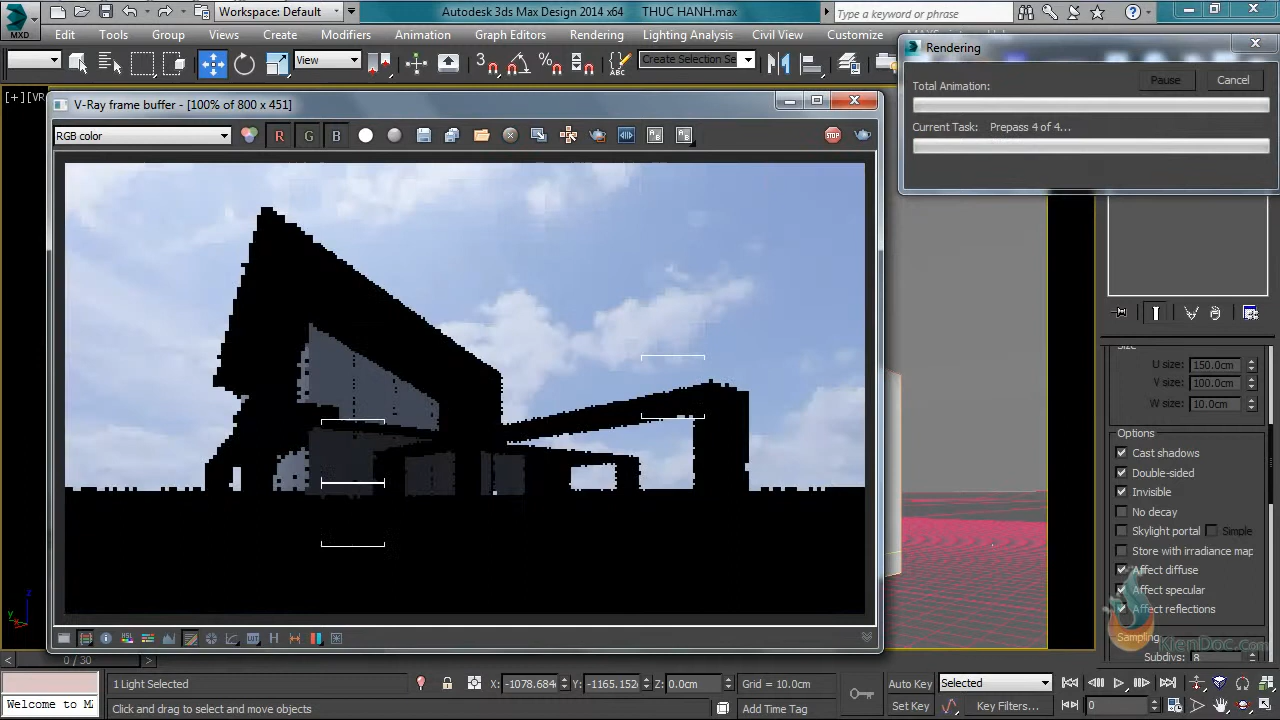 Workspace: Default
Autodesk 3ds Max Design 2014 x64 THUC HANH.max
Type a keyword or phrase
MXD
Edit Tools Group Views Create Modifiers Animation Graph Editors Rendering Lighting Analysis Civil View Customize
View
Create Selection Se
Rendering
Total Animation:
Pause
Cancel
Current Task: Prepass 4 of 4...
V-Ray frame buffer - [100% of 800 x 451]
RGB color
R G B
STOP
[+][VR
U size: 150.0cm
V size: 100.0cm
W size: 10.0cm
Options
Cast shadows
Double-sided
Invisible
No decay
Skylight portal Simple
Store with irradiance map
Affect diffuse
Affect specular
Affect reflections
KienDoc.com
Sampling
Subdivs: 8
0 / 30
1 Light Selected
X: -1078.684 Y: -1165.152 Z: 0.0cm
Grid = 10.0cm
Auto Key
Selected
Welcome to M
Click and drag to select and move objects
Add Time Tag
Set Key
Key Filters...
0